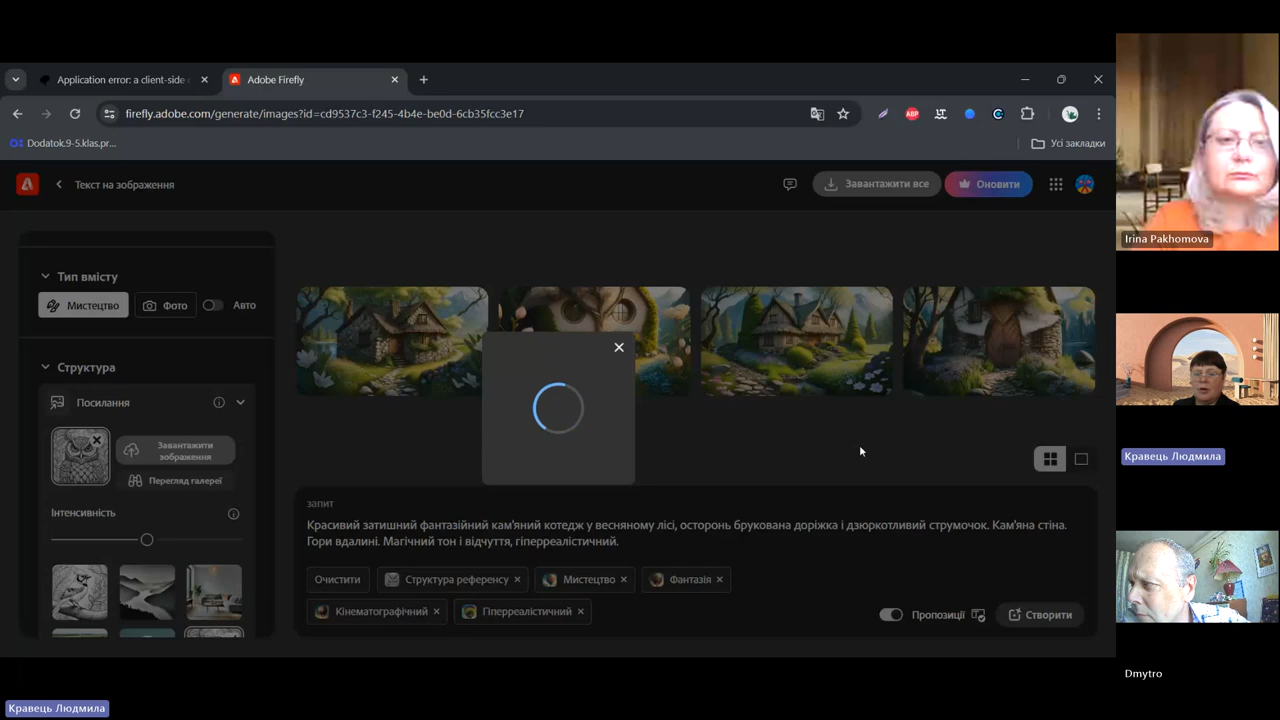 Application error: a client-side
Adobe Firefly
firefly.adobe.com/generate/images?id=cd9537c3-f245-4b4e-be0d-6cb35fcc3e17
ABP
Dodatok.9-5.klas.pr...
Усі закладки
Текст на зображення
Завантажити все
Оновити
Тип вмісту
Мистецтво
Фото
Авто
Структура
Посилання
Завантажити
зображення
Перегляд галереї
Інтенсивність
запит
Красивий затишний фантазійний кам'яний котедж у весняному лісі, осторонь брукована доріжка і дзюркотливий струмочок. Кам'яна стіна.
Гори вдалині. Магічний тон і відчуття, гіперреалістичний.
Очистити
Структура референсу
Мистецтво
Фантазія
Кінематографічний
Гіперреалістичний
Пропозиції
Створити
Irina Pakhomova
Кравець Людмила
Dmytro
Кравець Людмила